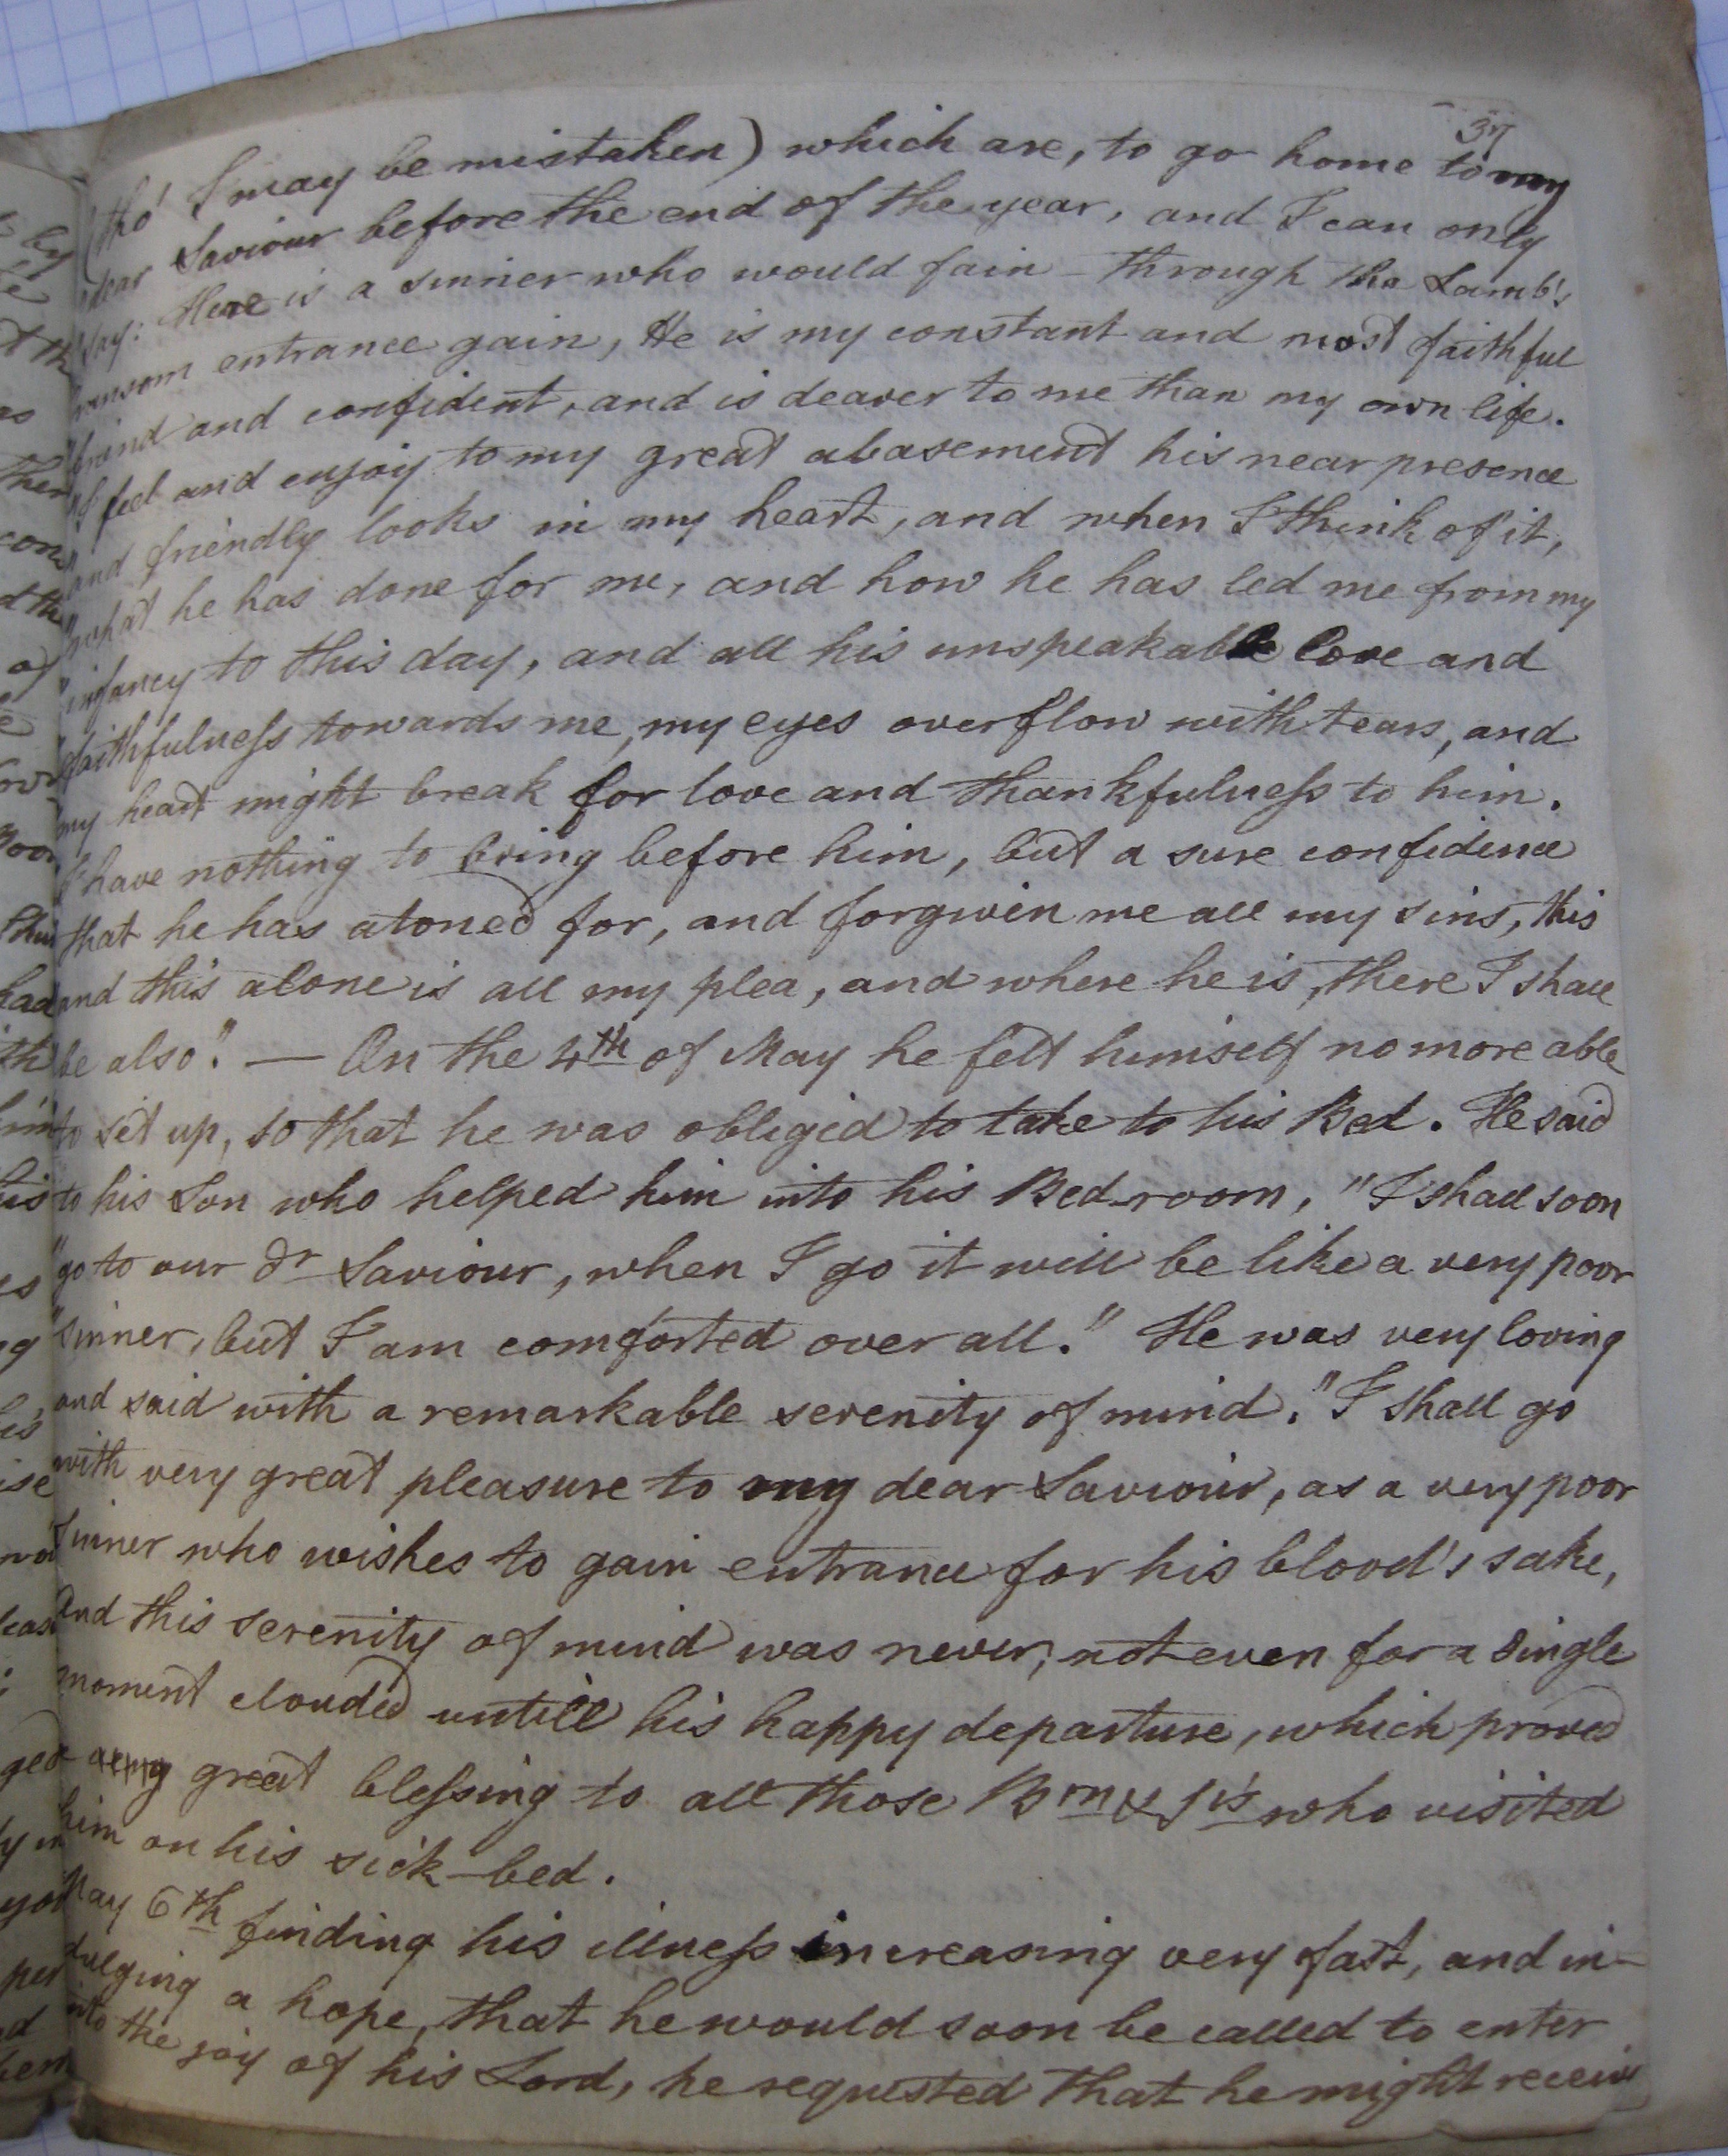 37
(tho' I may be mistaken) which are, to go home to my
dear Saviour before the end of the year, and I can only
say: Here is a sinner who would fain through the Lamb's
ransom entrance gain, He is my constant and most faithful
"friend and confident, and is dearer to me than my own life.
"I feel and enjoy to my great abasement his near presence
"and friendly looks in my heart, and when I think of it,
"what he has done for me, and how he has led me from my
"infancy to this day, and all his unspeakable love and
"faithfulness towards me, my eyes overflow with tears, and
my heart might break for love and thankfulness to him.
I have nothing to bring before him, but a sure confidence
that he has atoned for, and forgiven me all my sins, this
and this alone is all my plea, and where he is, there I shall
be also." — On the 4th of May he felt himself no more able
to set up, so that he was obliged to take to his Bed. He said
to his Son who helped him into his Bed-room, "I shall soon
"go to our dr Saviour, when I go it will be like a very poor
"sinner, but I am comforted over all." He was very loving
and said with a remarkable serenity of mind. "I shall go
with very great pleasure to my dear Saviour, as a very poor
sinner who wishes to gain entrance for his blood's sake,
and this serenity of mind was never, not even for a single
moment clouded untill his happy departure, which proved
great blessing to all those Brn & Srs who visited
him on his sick-bed.
May 6th finding his illness increasing very fast, and in-
dulging a hope, that he would soon be called to enter
into the joy of his Lord, he requested that he might receive